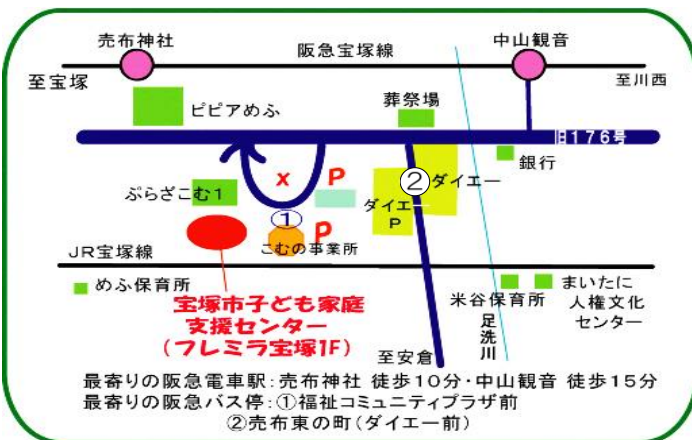 売布神社
阪急宝塚線
中山観音
至宝塚
至川西
ピピアめふ
葬祭場
旧176号
銀行
ぷらざこむ1
x
P
②
ダイエー
ダイエー
P
①
P
こむの事業所
JR宝塚線
めふ保育所
宝塚市子ども家庭
支援センター
(フレミラ宝塚1F)
米谷保育所
まいたに
人権文化
センター
足洗川
至安倉
最寄りの阪急電車駅:売布神社 徒歩10分・中山観音 徒歩15分
最寄りの阪急バス停:①福祉コミュニティプラザ前
②売布東の町(ダイエー前)